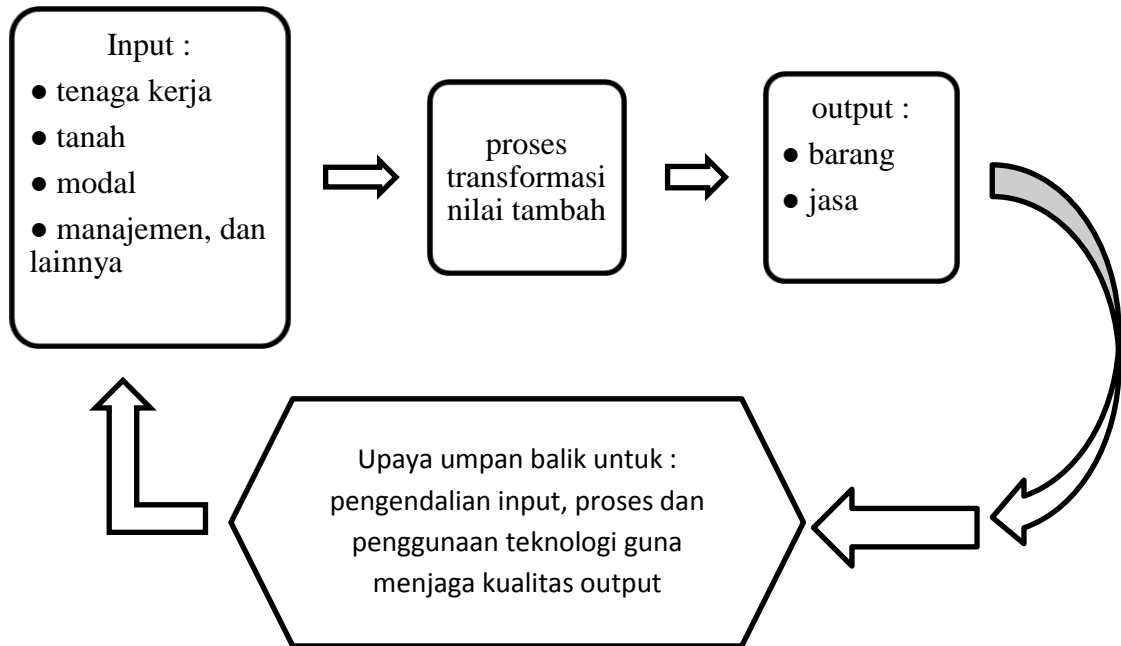 Input :
● tenaga kerja
● tanah
● modal
● manajemen, dan
lainnya
proses
transformasi
nilai tambah
output :
● barang
● jasa
Upaya umpan balik untuk :
pengendalian input, proses dan
penggunaan teknologi guna
menjaga kualitas output